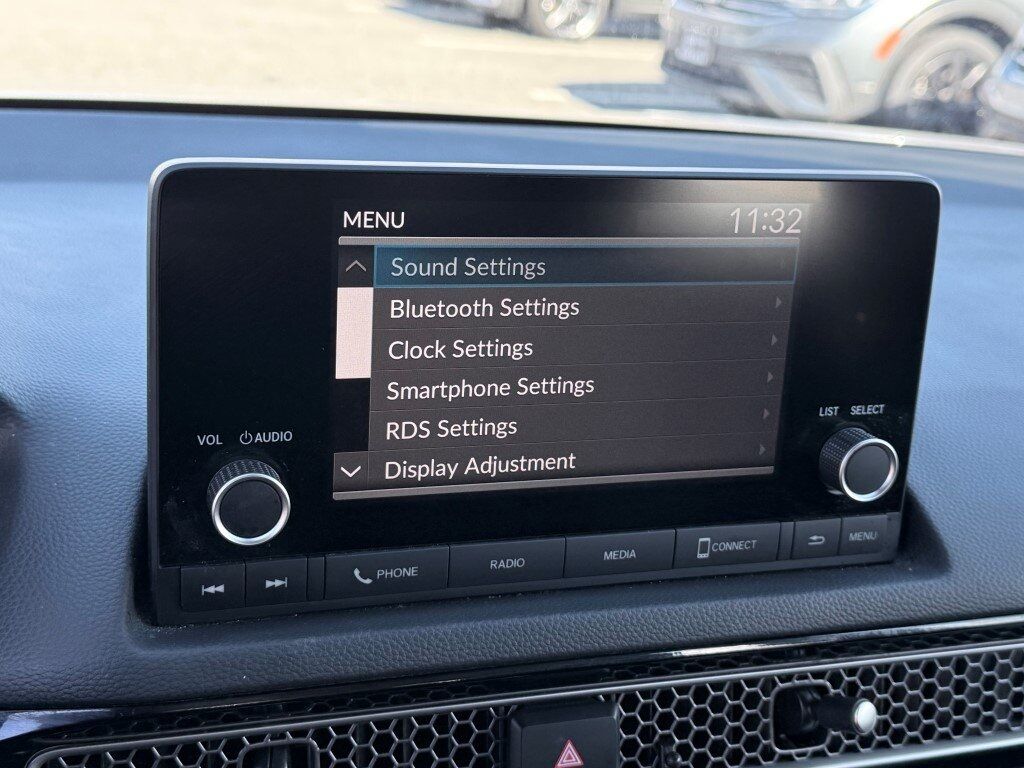 MENU 11:32
Sound Settings
Bluetooth Settings
Clock Settings
Smartphone Settings
RDS Settings
Display Adjustment
VOL AUDIO
LIST SELECT
PHONE RADIO MEDIA CONNECT MENU